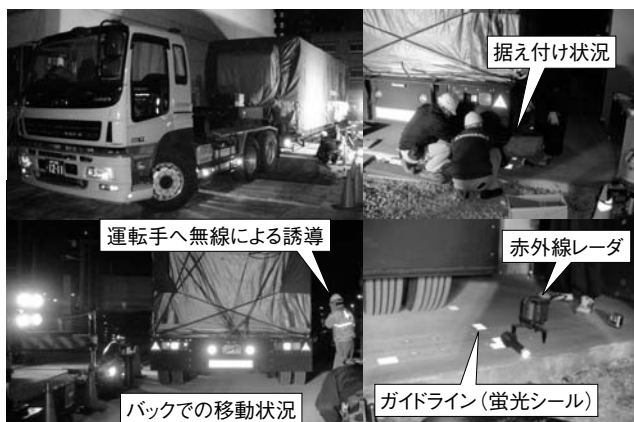 据え付け状況
運転手へ無線による誘導
赤外線レーダ
バックでの移動状況
ガイドライン（蛍光シール）